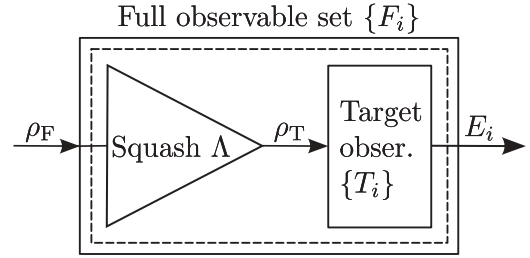 Full observable set {F_i}
ρ_F
Squash Λ
ρ_T
Target
obser.
{T_i}
E_i